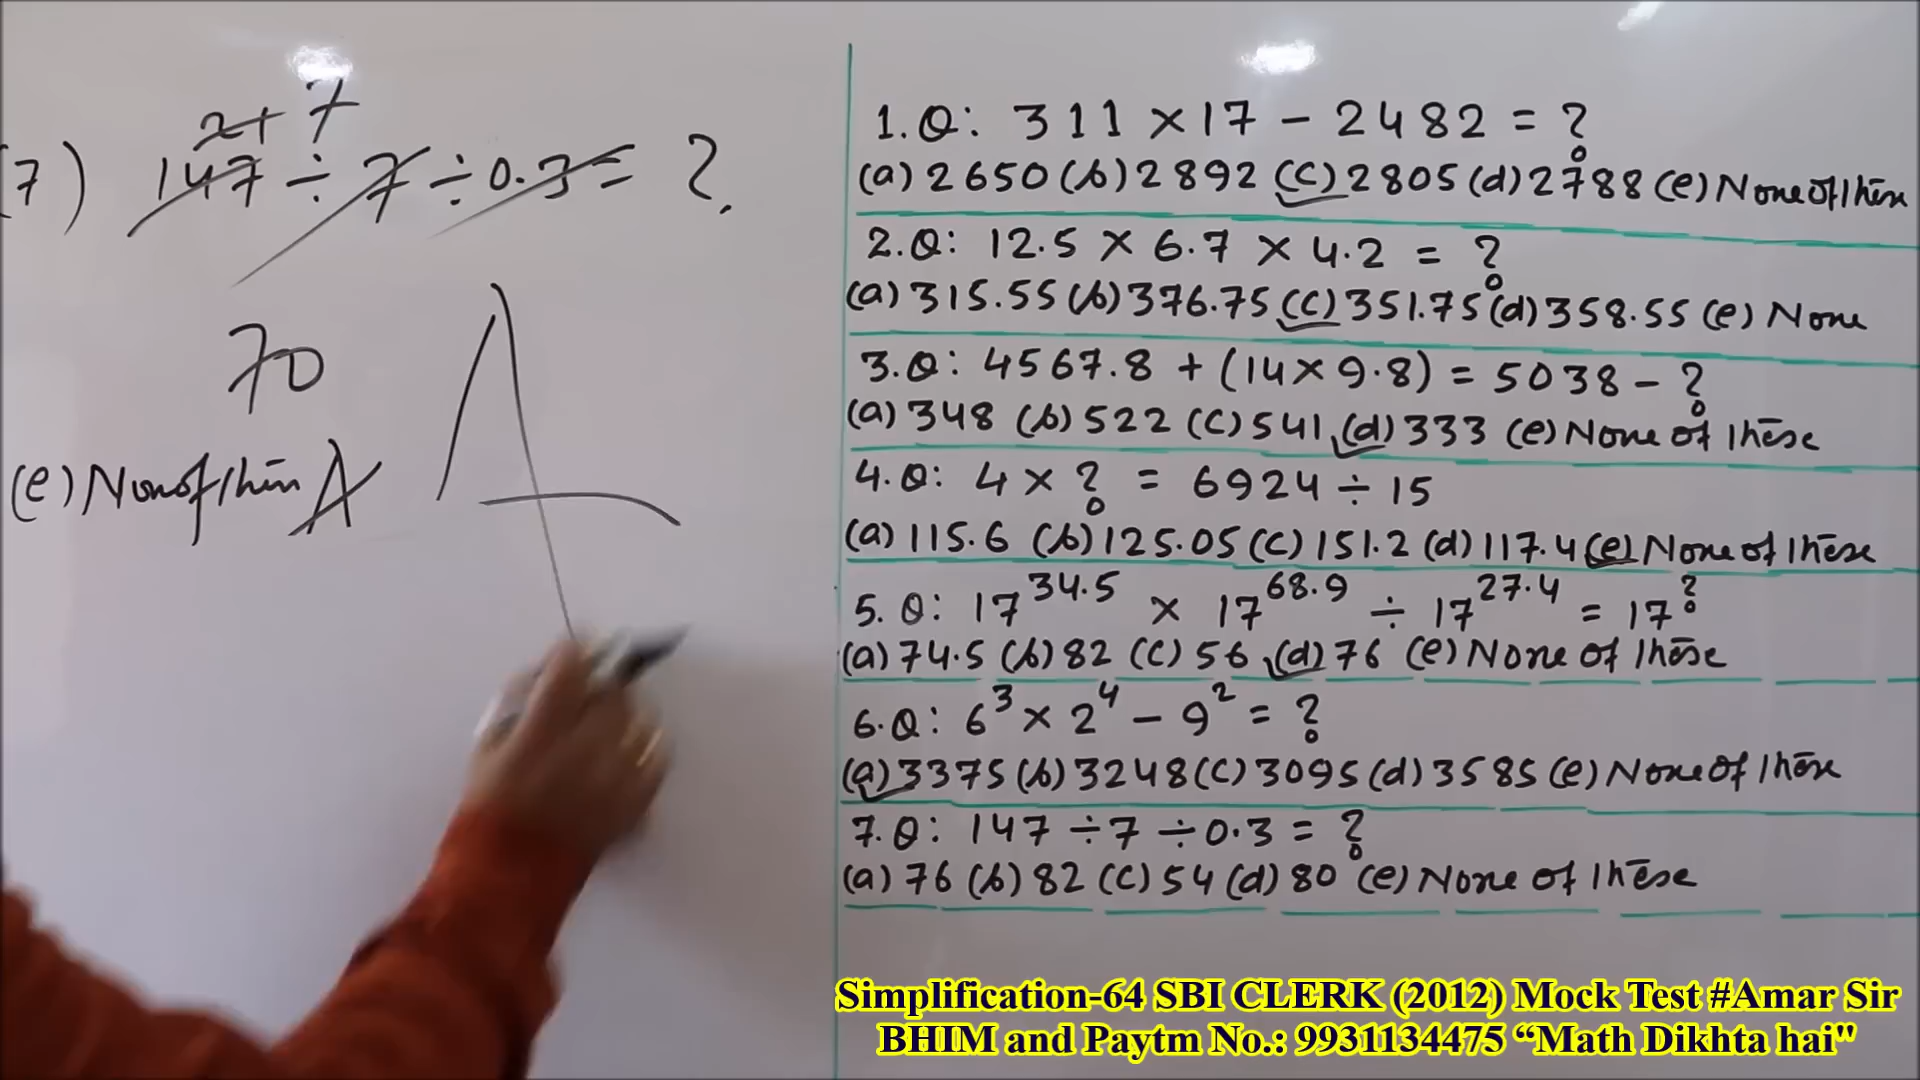 21 7
(7) 147 ÷ 7 ÷ 0.3 = ?
70
(e) None of these A
A
1. Q: 311 × 17 - 2482 = ?
(a) 2650 (b) 2892 (c) 2805 (d) 2788 (e) None of these
2. Q: 12.5 × 6.7 × 4.2 = ?
(a) 315.55 (b) 376.75 (c) 351.75 (d) 358.55 (e) None
3. Q: 4567.8 + (14 × 9.8) = 5038 - ?
(a) 348 (b) 522 (c) 541 (d) 333 (e) None of these
4. Q: 4 × ? = 6924 ÷ 15
(a) 115.6 (b) 125.05 (c) 151.2 (d) 117.4 (e) None of these
5. Q: 17^34.5 × 17^68.9 ÷ 17^27.4 = 17^?
(a) 74.5 (b) 82 (c) 56 (d) 76 (e) None of these
6. Q: 6^3 × 2^4 - 9^2 = ?
(a) 3375 (b) 3248 (c) 3095 (d) 3585 (e) None of these
7. Q: 147 ÷ 7 ÷ 0.3 = ?
(a) 76 (b) 82 (c) 54 (d) 80 (e) None of these
Simplification-64 SBI CLERK (2012) Mock Test #Amar Sir
BHIM and Paytm No.: 9931134475 “Math Dikhta hai"